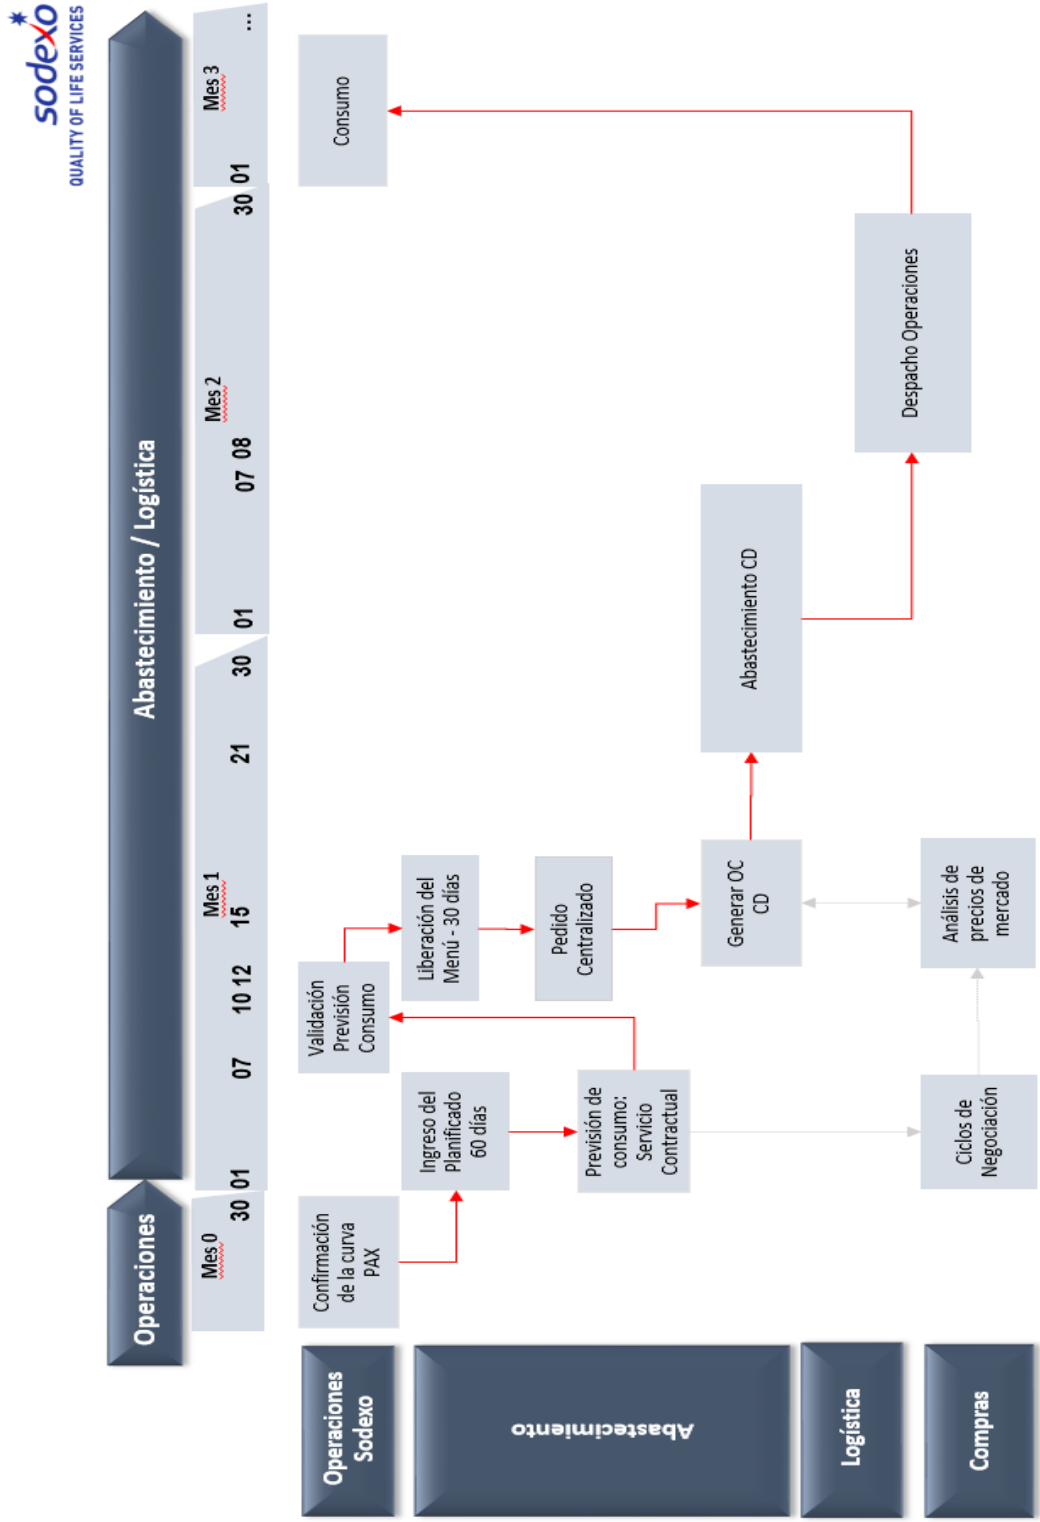 sodexo
QUALITY OF LIFE SERVICES
Operaciones
Abastecimiento / Logística
Mes 0
Mes 1
Mes 2
Mes 3
30
01
07
10
12
15
21
30
01
07
08
30
01
...
Operaciones
Sodexo
Confirmación
de la curva
PAX
Validación
Previsión
Consumo
Consumo
Abastecimiento
Ingreso del
Planificado
60 días
Liberación del
Menú - 30 días
Previsión de
consumo:
Servicio
Contractual
Pedido
Centralizado
Generar OC
CD
Abastecimiento CD
Logística
Despacho Operaciones
Compras
Ciclos de
Negociación
Análisis de
precios de
mercado